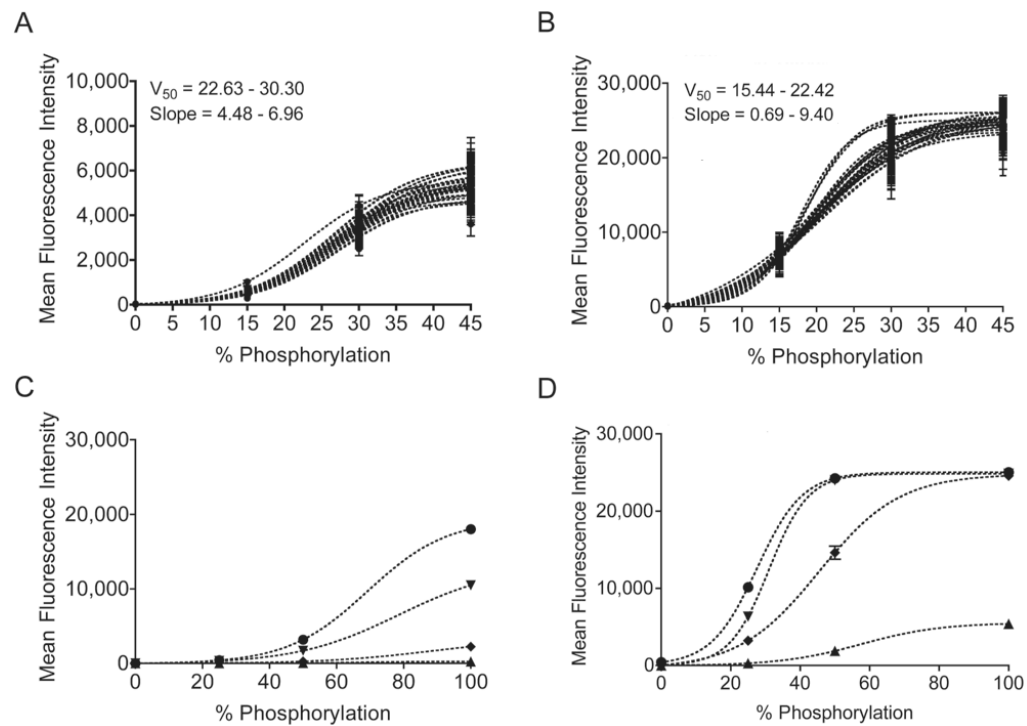 A
Mean Fluorescence Intensity
10,000
8,000
6,000
4,000
2,000
0
V50 = 22.63 - 30.30
Slope = 4.48 - 6.96
0 5 10 15 20 25 30 35 40 45
% Phosphorylation
B
Mean Fluorescence Intensity
30,000
20,000
10,000
0
V50 = 15.44 - 22.42
Slope = 0.69 - 9.40
0 5 10 15 20 25 30 35 40 45
% Phosphorylation
C
Mean Fluorescence Intensity
30,000
20,000
10,000
0
0 20 40 60 80 100
% Phosphorylation
D
Mean Fluorescence Intensity
30,000
20,000
10,000
0
0 20 40 60 80 100
% Phosphorylation